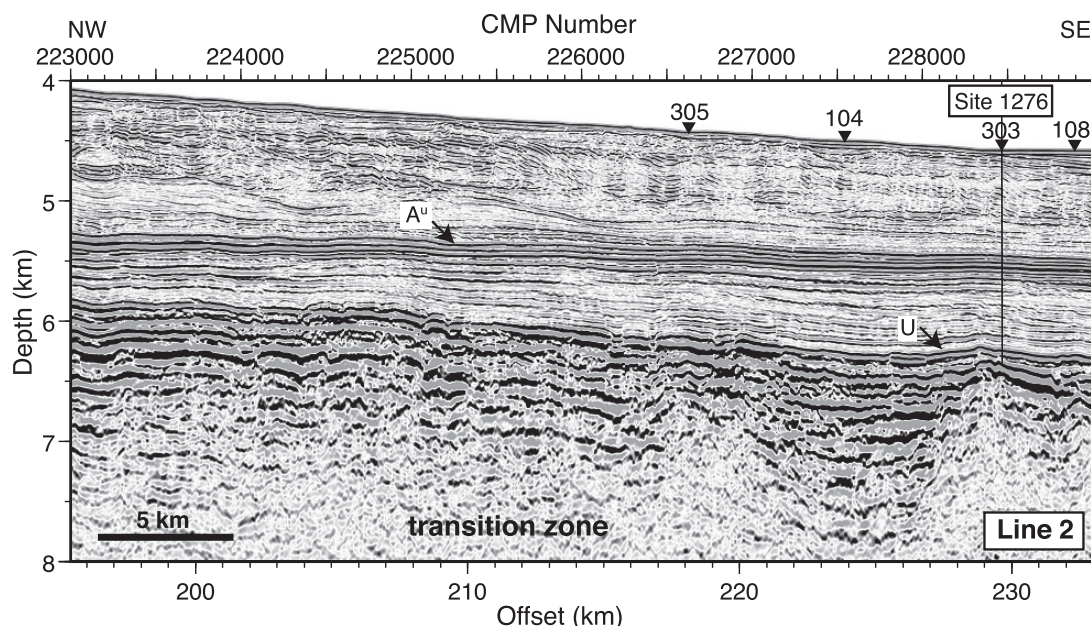 NW CMP Number SE
223000 224000 225000 226000 227000 228000
4
Site 1276
305 104 303 108
5
Aᵘ
Depth (km)
6
U
7
5 km
transition zone
Line 2
8
200 210 220 230
Offset (km)